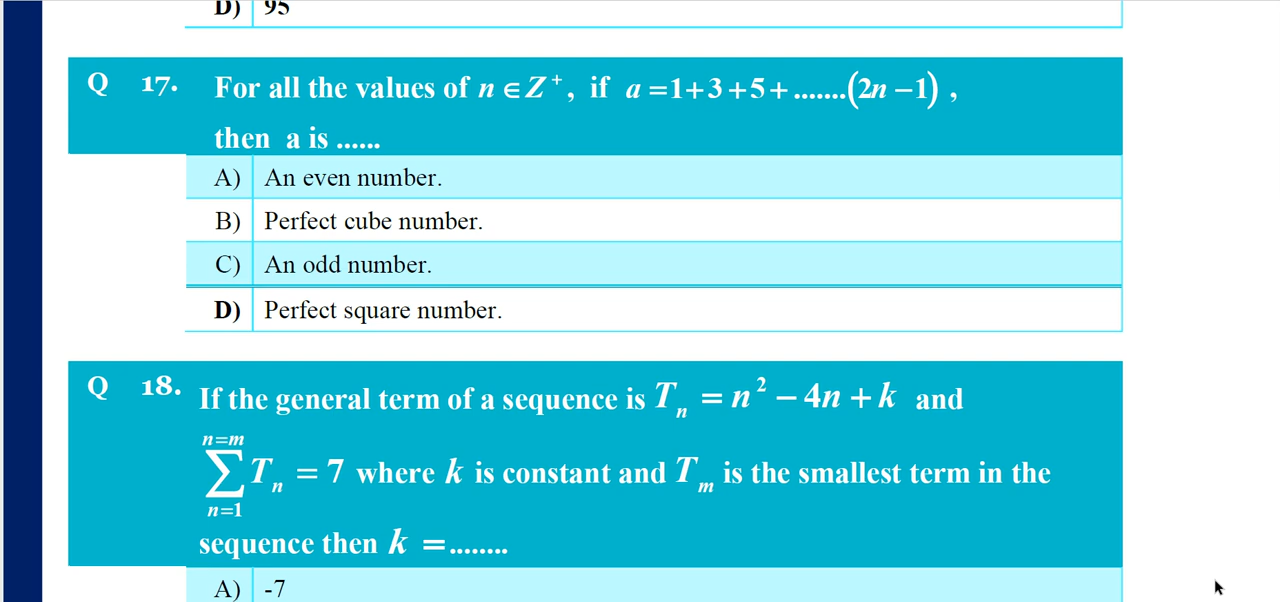 D) 95
Q 17. For all the values of n ∈ Z⁺, if a = 1+3+5+.......(2n −1) ,
then a is ......
A) An even number.
B) Perfect cube number.
C) An odd number.
D) Perfect square number.
Q 18. If the general term of a sequence is Tₙ = n² − 4n + k and
n=m
∑ Tₙ = 7 where k is constant and Tₘ is the smallest term in the
n=1
sequence then k = ........
A) -7